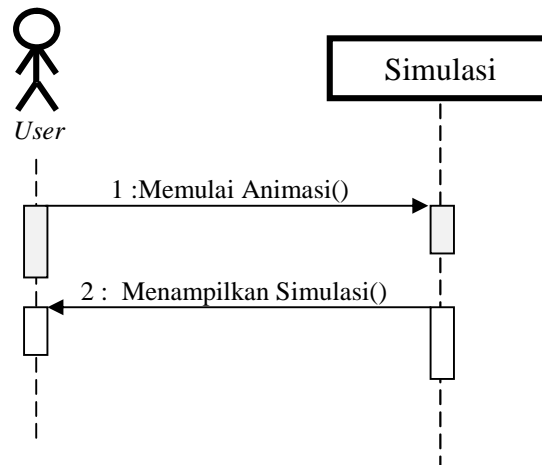 Simulasi
User
1 :Memulai Animasi()
2 :  Menampilkan Simulasi()